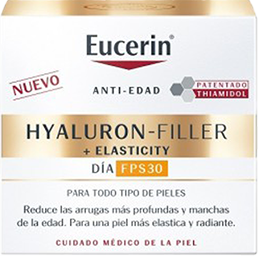 Eucerin®
NUEVO
ANTI-EDAD
PATENTADO
THIAMIDOL
HYALURON-FILLER
+ ELASTICITY
DÍA FPS30
PARA TODO TIPO DE PIELES
Reduce las arrugas más profundas y manchas
de la edad. Para una piel más elastica y radiante.
CUIDADO MÉDICO DE LA PIEL